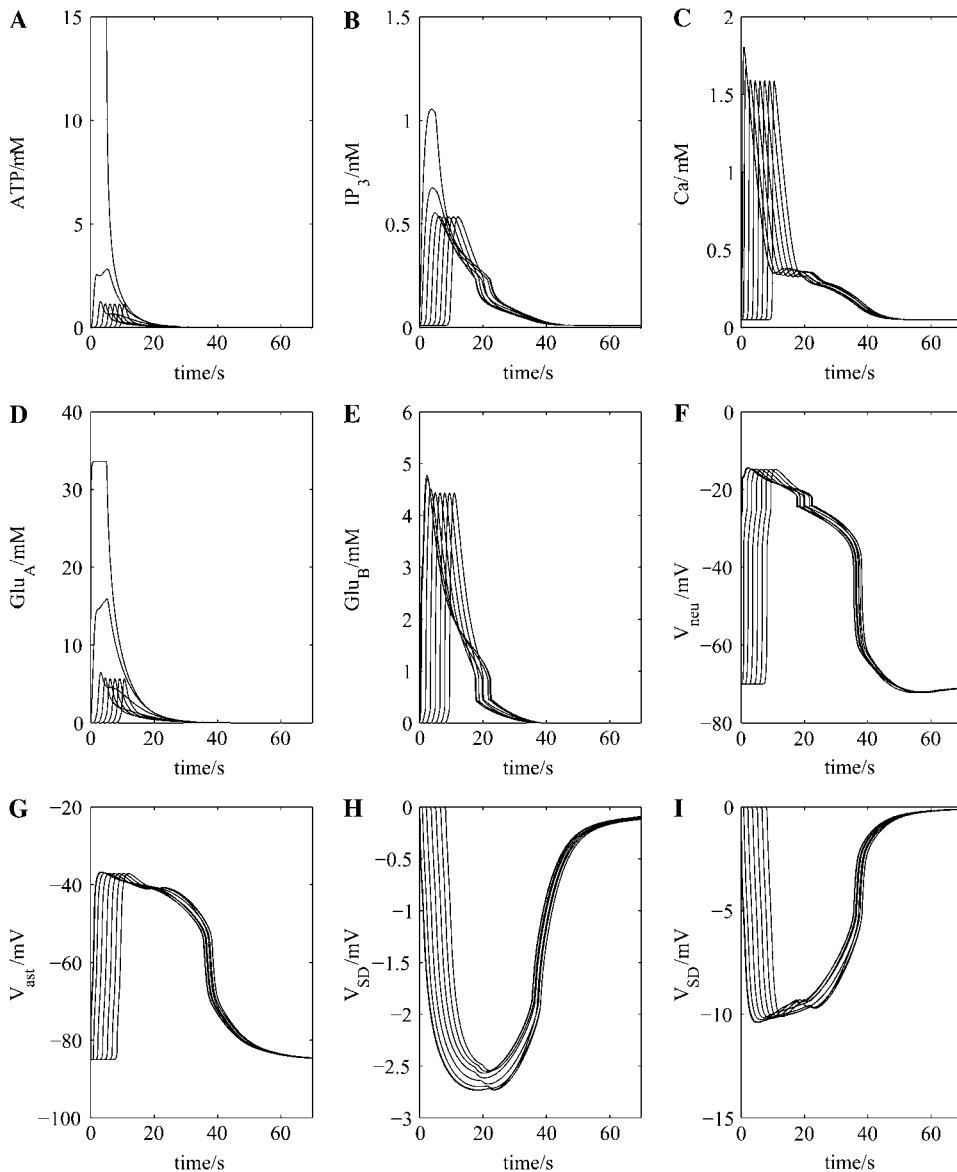 A
ATP/mM
15
10
5
0
0 20 40 60
time/s
B
IP3/mM
1.5
1
0.5
0
0 20 40 60
time/s
C
Ca/ mM
2
1.5
1
0.5
0
0 20 40 60
time/s
D
GluA/mM
40
30
20
10
0
0 20 40 60
time/s
E
GluB/mM
6
5
4
3
2
1
0
0 20 40 60
time/s
F
Vneu/mV
0
−20
−40
−60
−80
0 20 40 60
time/s
G
Vast/mV
−20
−40
−60
−80
−100
0 20 40 60
time/s
H
VSD/mV
0
−0.5
−1
−1.5
−2
−2.5
−3
0 20 40 60
time/s
I
VSD/mV
0
−5
−10
−15
0 20 40 60
time/s